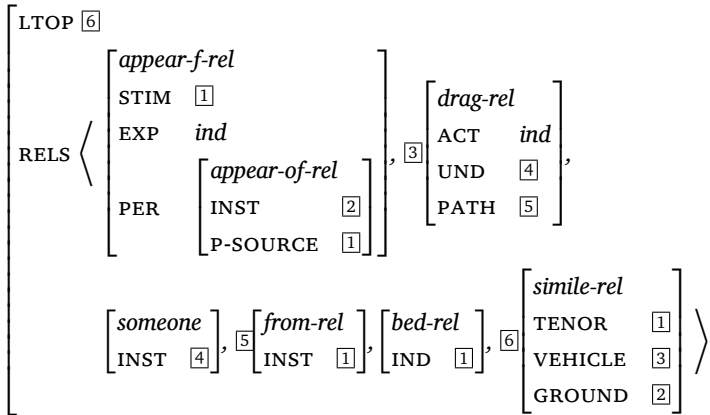 LTOP 6
appear-f-rel
STIM 1
EXP ind
PER
appear-of-rel
INST 2
P-SOURCE 1
RELS ⟨ , 3
drag-rel
ACT ind
UND 4
PATH 5
,
someone
INST 4
, 5
from-rel
INST 1
,
bed-rel
IND 1
, 6
simile-rel
TENOR 1
VEHICLE 3
GROUND 2
⟩